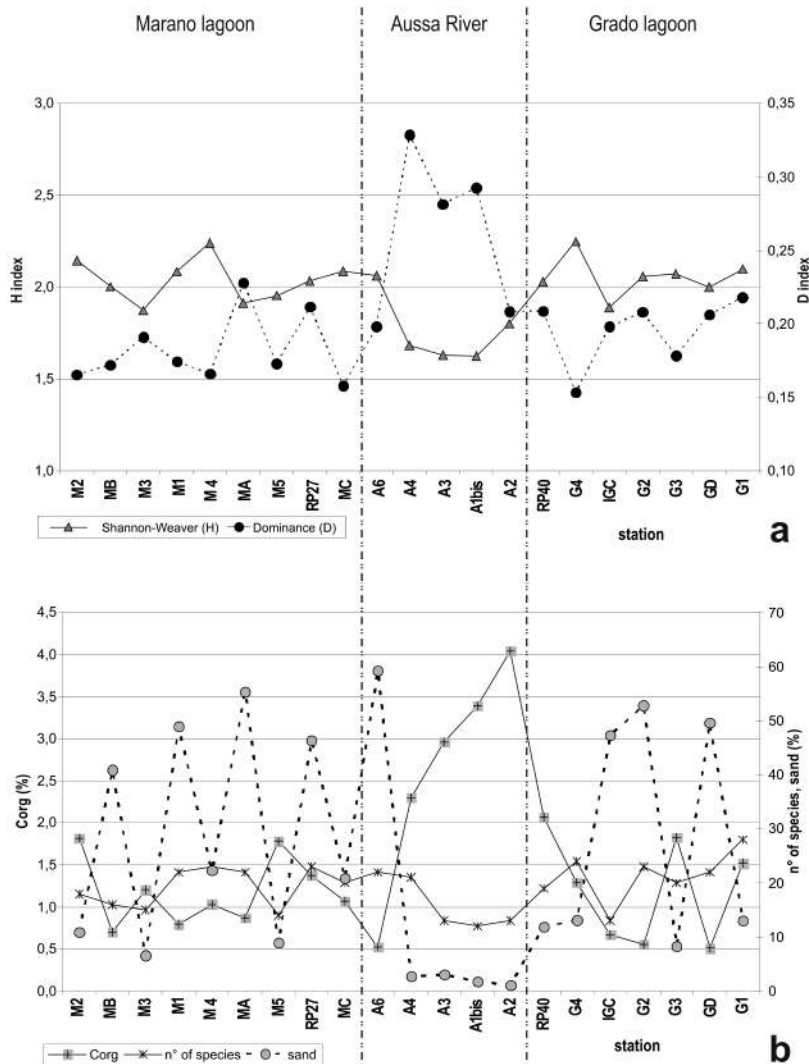 Marano lagoon
Aussa River
Grado lagoon
3,0
2,5
2,0
1,5
1,0
H index
0,35
0,30
0,25
0,20
0,15
0,10
D index
M2 MB M3 M1 M 4 MA M5 RP27 MC A6 A4 A3 A1bis A2 RP40 G4 IGC G2 G3 GD G1
Shannon-Weaver (H) Dominance (D)
station
a
4,5
4,0
3,5
3,0
2,5
2,0
1,5
1,0
0,5
0,0
Corg (%)
70
60
50
40
30
20
10
0
n° of species, sand (%)
M2 MB M3 M1 M 4 MA M5 RP27 MC A6 A4 A3 A1bis A2 RP40 G4 IGC G2 G3 GD G1
Corg n° of species sand
station
b